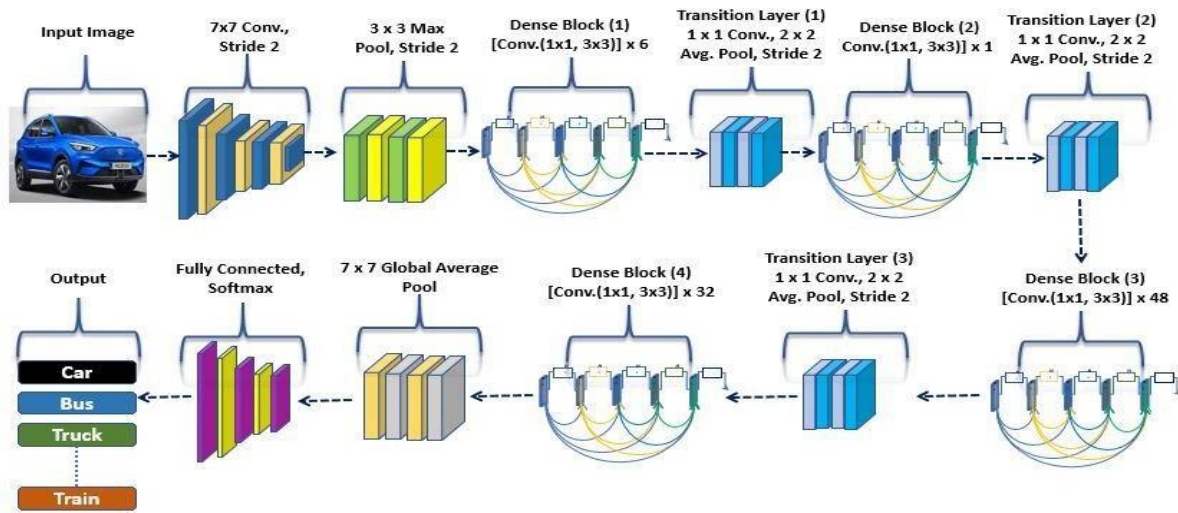 Input Image
7x7 Conv.,
Stride 2
3 x 3 Max
Pool, Stride 2
Dense Block (1)
[Conv.(1x1, 3x3)] x 6
Transition Layer (1)
1 x 1 Conv., 2 x 2
Avg. Pool, Stride 2
Dense Block (2)
Conv.(1x1, 3x3)] x 1
Transition Layer (2)
1 x 1 Conv., 2 x 2
Avg. Pool, Stride 2
Output
Fully Connected,
Softmax
7 x 7 Global Average
Pool
Dense Block (4)
[Conv.(1x1, 3x3)] x 32
Transition Layer (3)
1 x 1 Conv., 2 x 2
Avg. Pool, Stride 2
Dense Block (3)
[Conv.(1x1, 3x3)] x 48
Car
Bus
Truck
Train